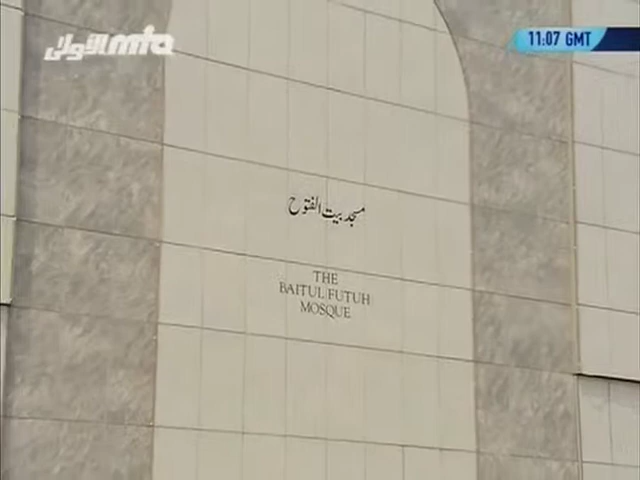 الاولى mta
11:07 GMT
مسجد بيت الفتوح
THE
BAITUL FUTUH
MOSQUE